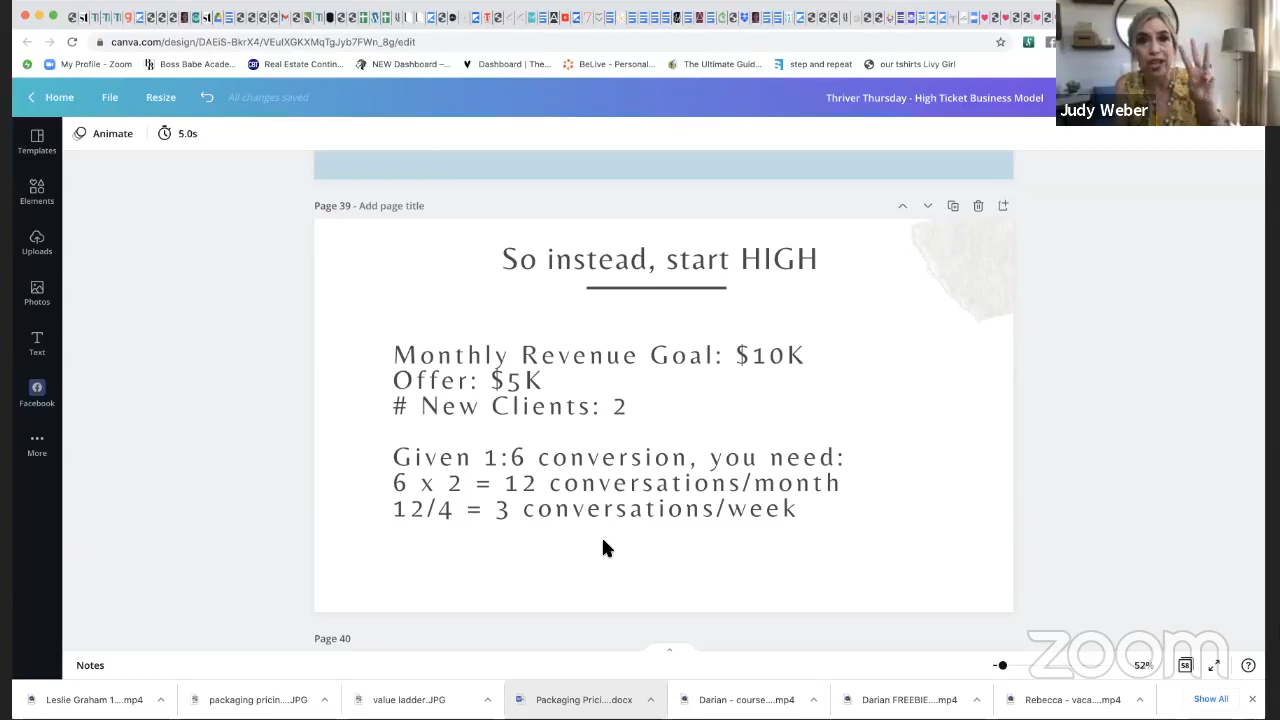 canva.com/design/DAEiS-BkrX4/VEuIXGKXMqTgJybZFWn_8g/edit
My Profile - Zoom
Boss Babe Acade...
Real Estate Contin...
NEW Dashboard –...
Dashboard | The...
BeLive - Personal...
The Ultimate Guid...
step and repeat
our tshirts Livy Girl
Judy Weber
Home
File
Resize
All changes saved
Thriver Thursday - High Ticket Business Model
Animate
5.0s
Templates
Elements
Uploads
Photos
Text
Facebook
More
Page 39 - Add page title
So instead, start HIGH
Monthly Revenue Goal: $10K
Offer: $5K
# New Clients: 2
Given 1:6 conversion, you need:
6 x 2 = 12 conversations/month
12/4 = 3 conversations/week
Page 40
zoom
Notes
52%
58
Leslie Graham 1....mp4
packaging pricin....JPG
value ladder.JPG
Packaging Prici....docx
Darian - course....mp4
Darian FREEBIE....mp4
Rebecca - vaca....mp4
Show All